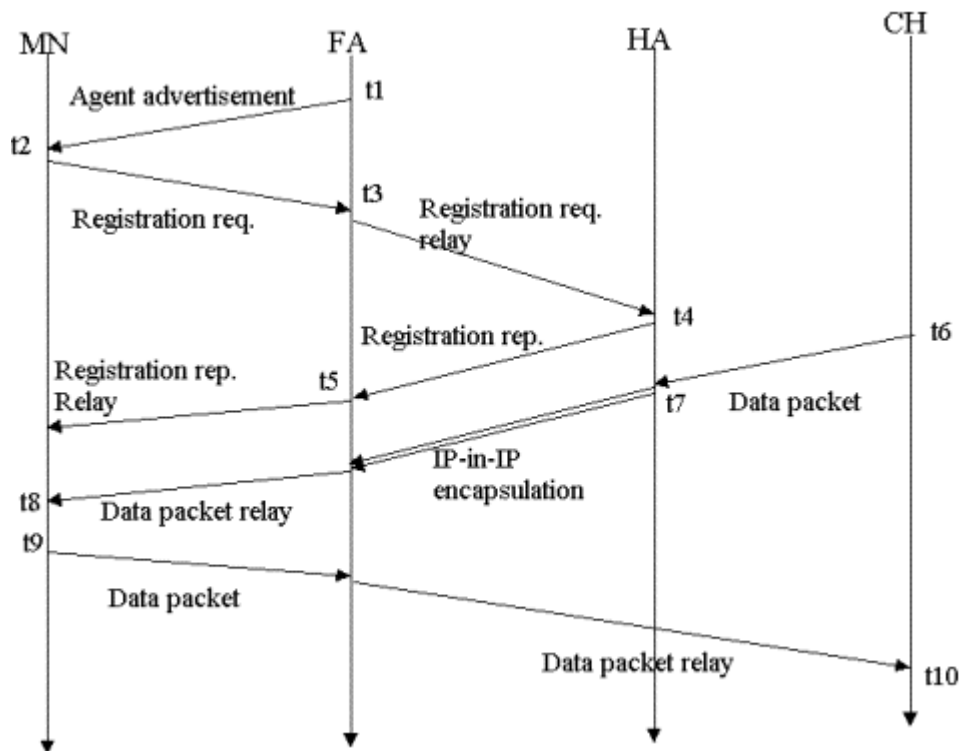 MN
FA
HA
CH
Agent advertisement
t1
t2
t3
Registration req.
Registration req.
relay
t4
t6
Registration rep.
Registration rep.
Relay
t5
t7
Data packet
IP-in-IP
encapsulation
t8
Data packet relay
t9
Data packet
Data packet relay
t10